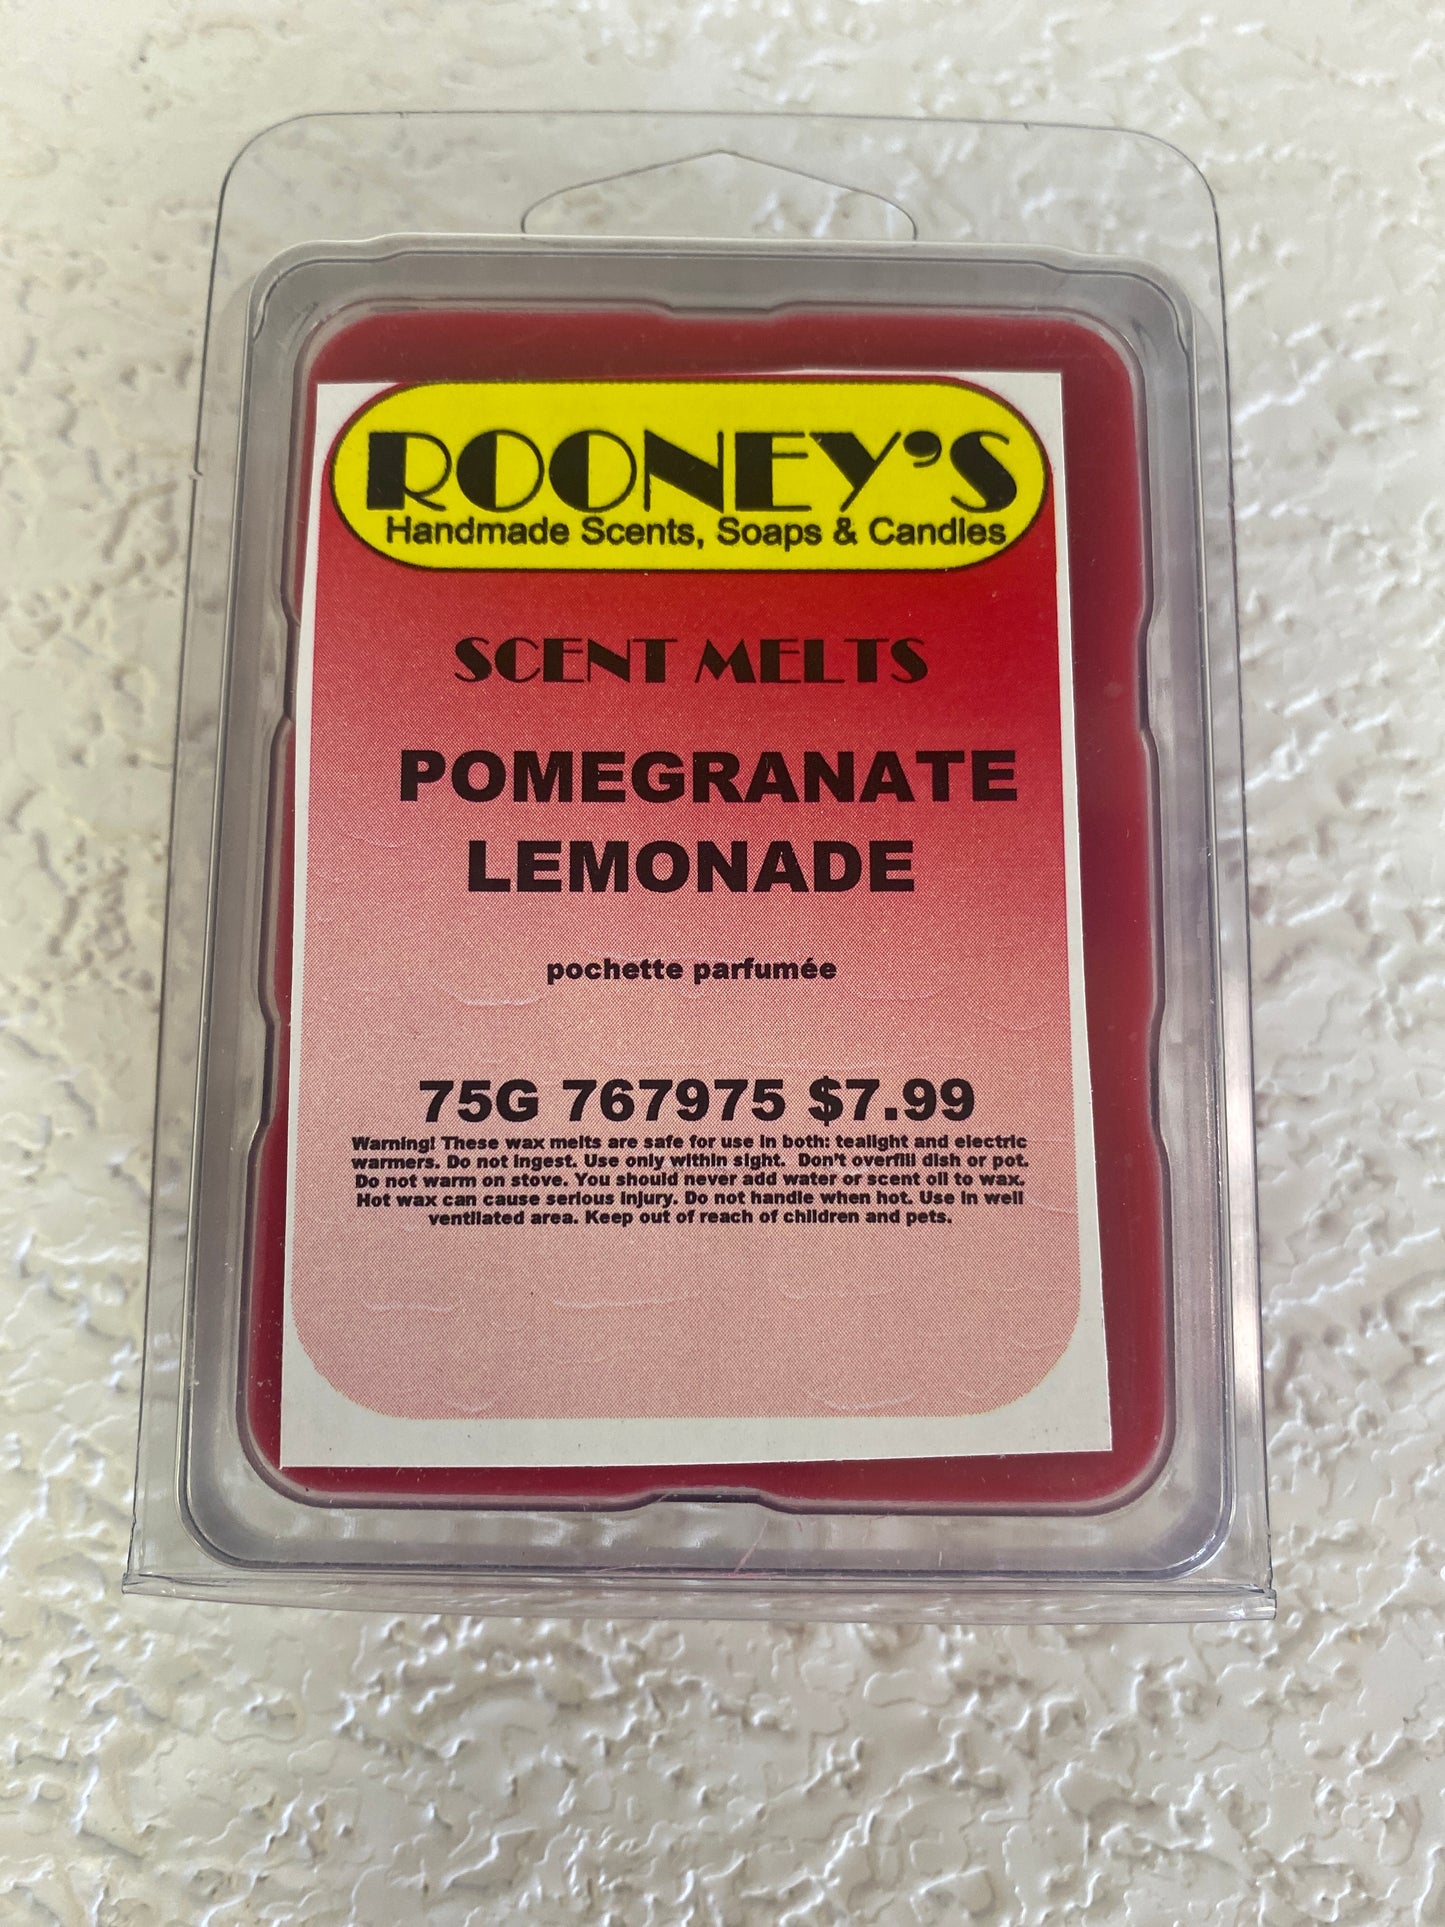 ROONEY'S
Handmade Scents, Soaps & Candles
SCENT MELTS
POMEGRANATE
LEMONADE
pochette parfumée
75G 767975 $7.99
Warning! These wax melts are safe for use in both: tealight and electric
warmers. Do not ingest. Use only within sight. Don't overfill dish or pot.
Do not warm on stove. You should never add water or scent oil to wax.
Hot wax can cause serious injury. Do not handle when hot. Use in well
ventilated area. Keep out of reach of children and pets.